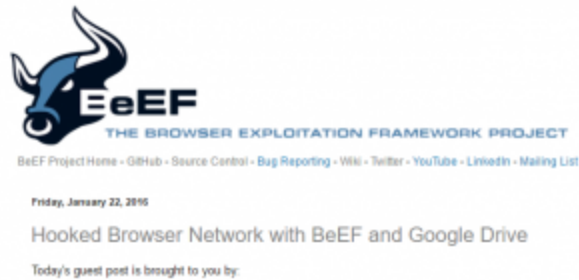 BeEF
THE BROWSER EXPLOITATION FRAMEWORK PROJECT
BeEF Project Home - GitHub - Source Control - Bug Reporting - Wiki - Twitter - YouTube - LinkedIn - Mailing List
Friday, January 22, 2016
Hooked Browser Network with BeEF and Google Drive
Today's guest post is brought to you by: